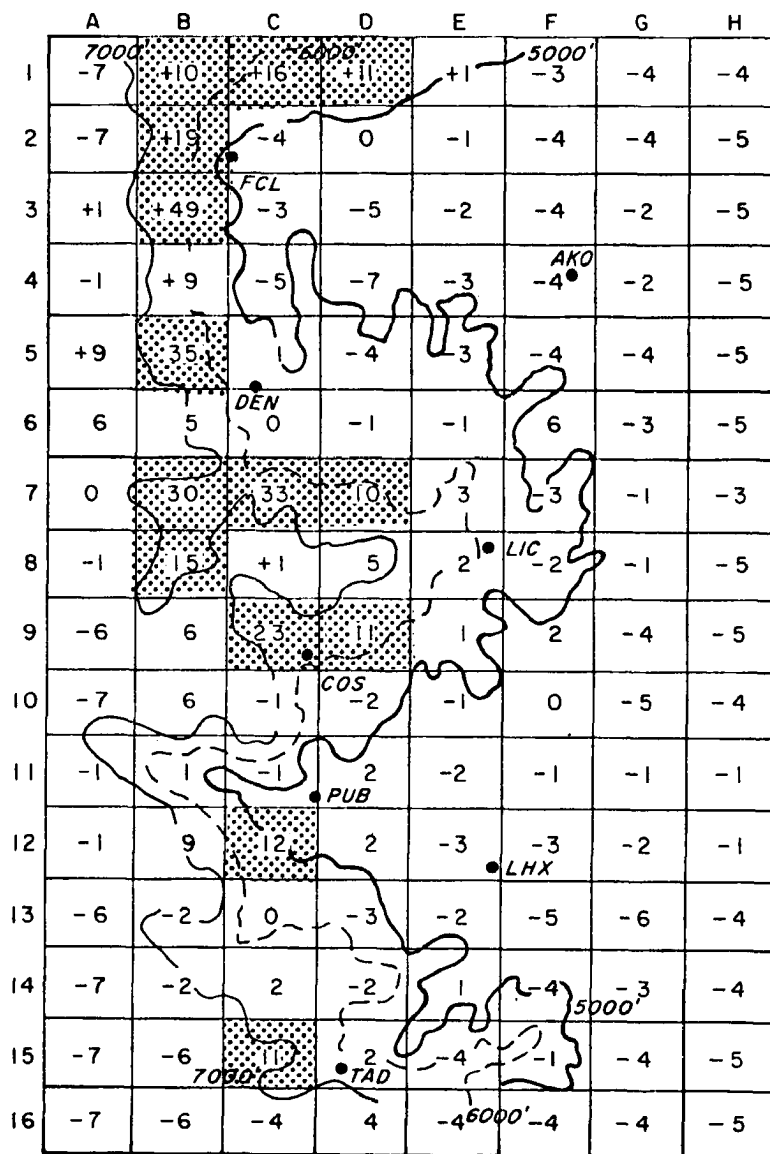 A B C D E F G H
7000 6000 5000'
1 -7 +10 +16 +11 +1 -3 -4 -4
2 -7 +19 -4 0 -1 -4 -4 -5
FCL
3 +1 +49 -3 -5 -2 -4 -2 -5
AKO
4 -1 +9 -5 -7 -3 -4 -2 -5
5 +9 35 -4 -3 -4 -4 -5
DEN
6 6 5 0 -1 -1 6 -3 -5
7 0 30 33 10 3 -3 -1 -3
LIC
8 -1 15 +1 5 2 -2 -1 -5
9 -6 6 23 11 1 2 -4 -5
COS
10 -7 6 -1 -2 -1 0 -5 -4
11 -1 1 -1 2 -2 -1 -1 -1
PUB
12 -1 9 12 2 -3 -3 -2 -1
LHX
13 -6 -2 0 -3 -2 -5 -6 -4
14 -7 -2 2 -2 1 -4 -3 -4
5000'
15 -7 -6 11 2 -4 -1 -4 -5
7000 TAD
6000'
16 -7 -6 -4 4 -4 -4 -4 -5